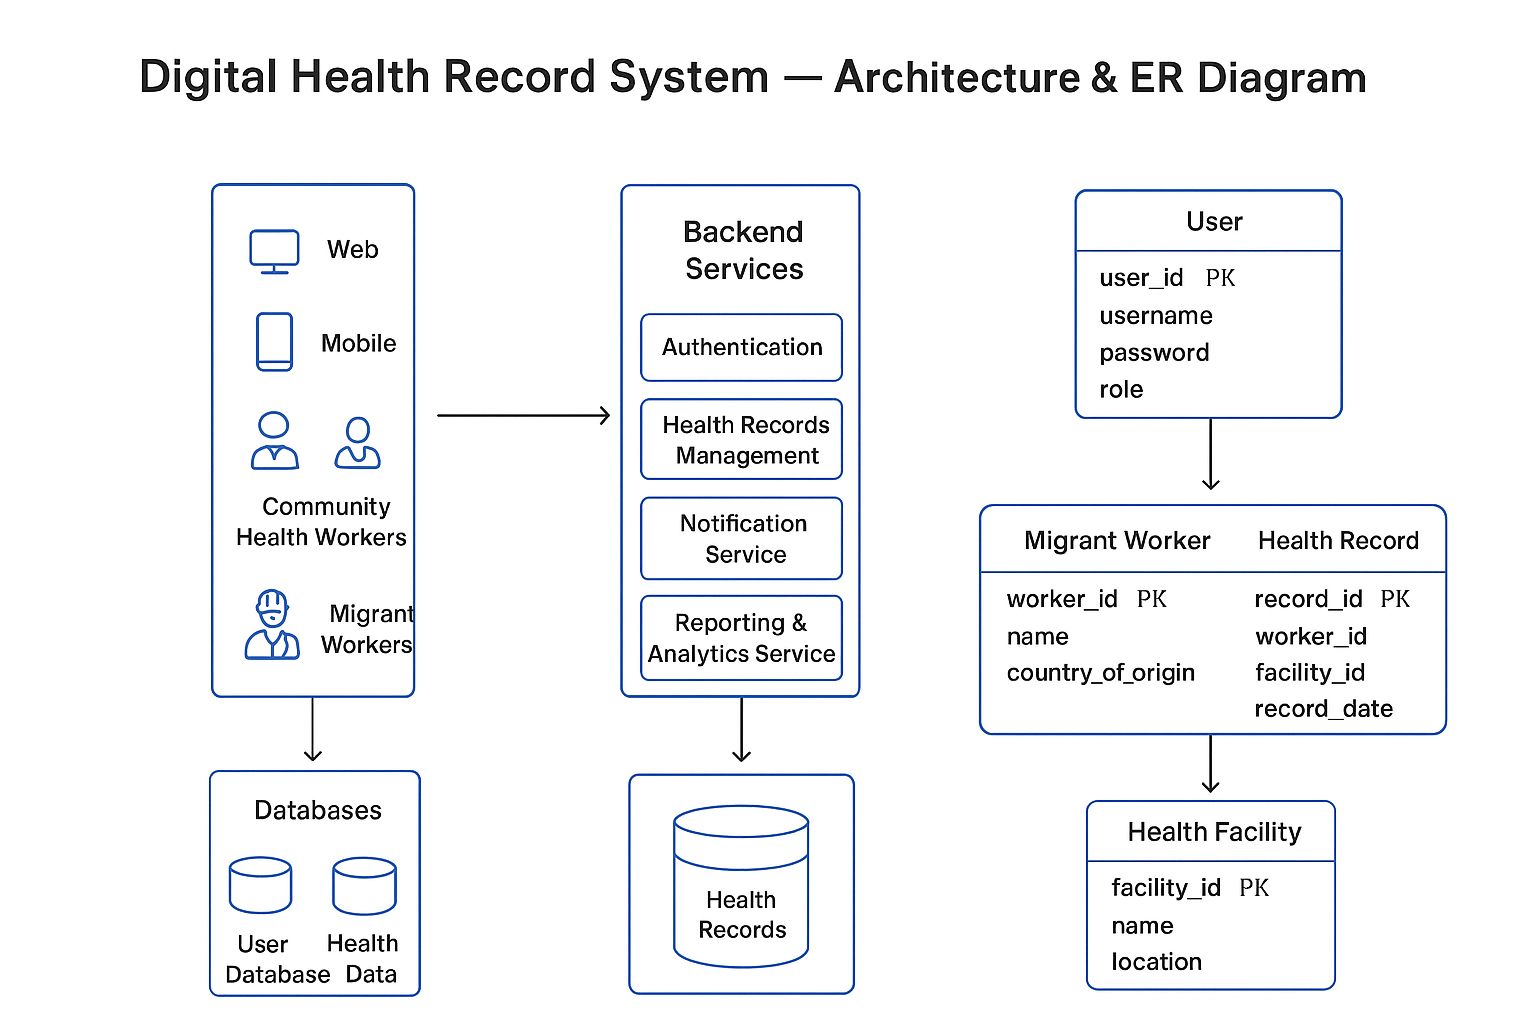 Digital Health Record System — Architecture & ER Diagram
Web
Mobile
Community
Health Workers
Migrant
Workers
Databases
User
Database
Health
Data
Backend
Services
Authentication
Health Records
Management
Notification
Service
Reporting &
Analytics Service
Health
Records
User
user_id PK
username
password
role
Migrant Worker
worker_id PK
name
country_of_origin
Health Record
record_id PK
worker_id
facility_id
record_date
Health Facility
facility_id PK
name
location